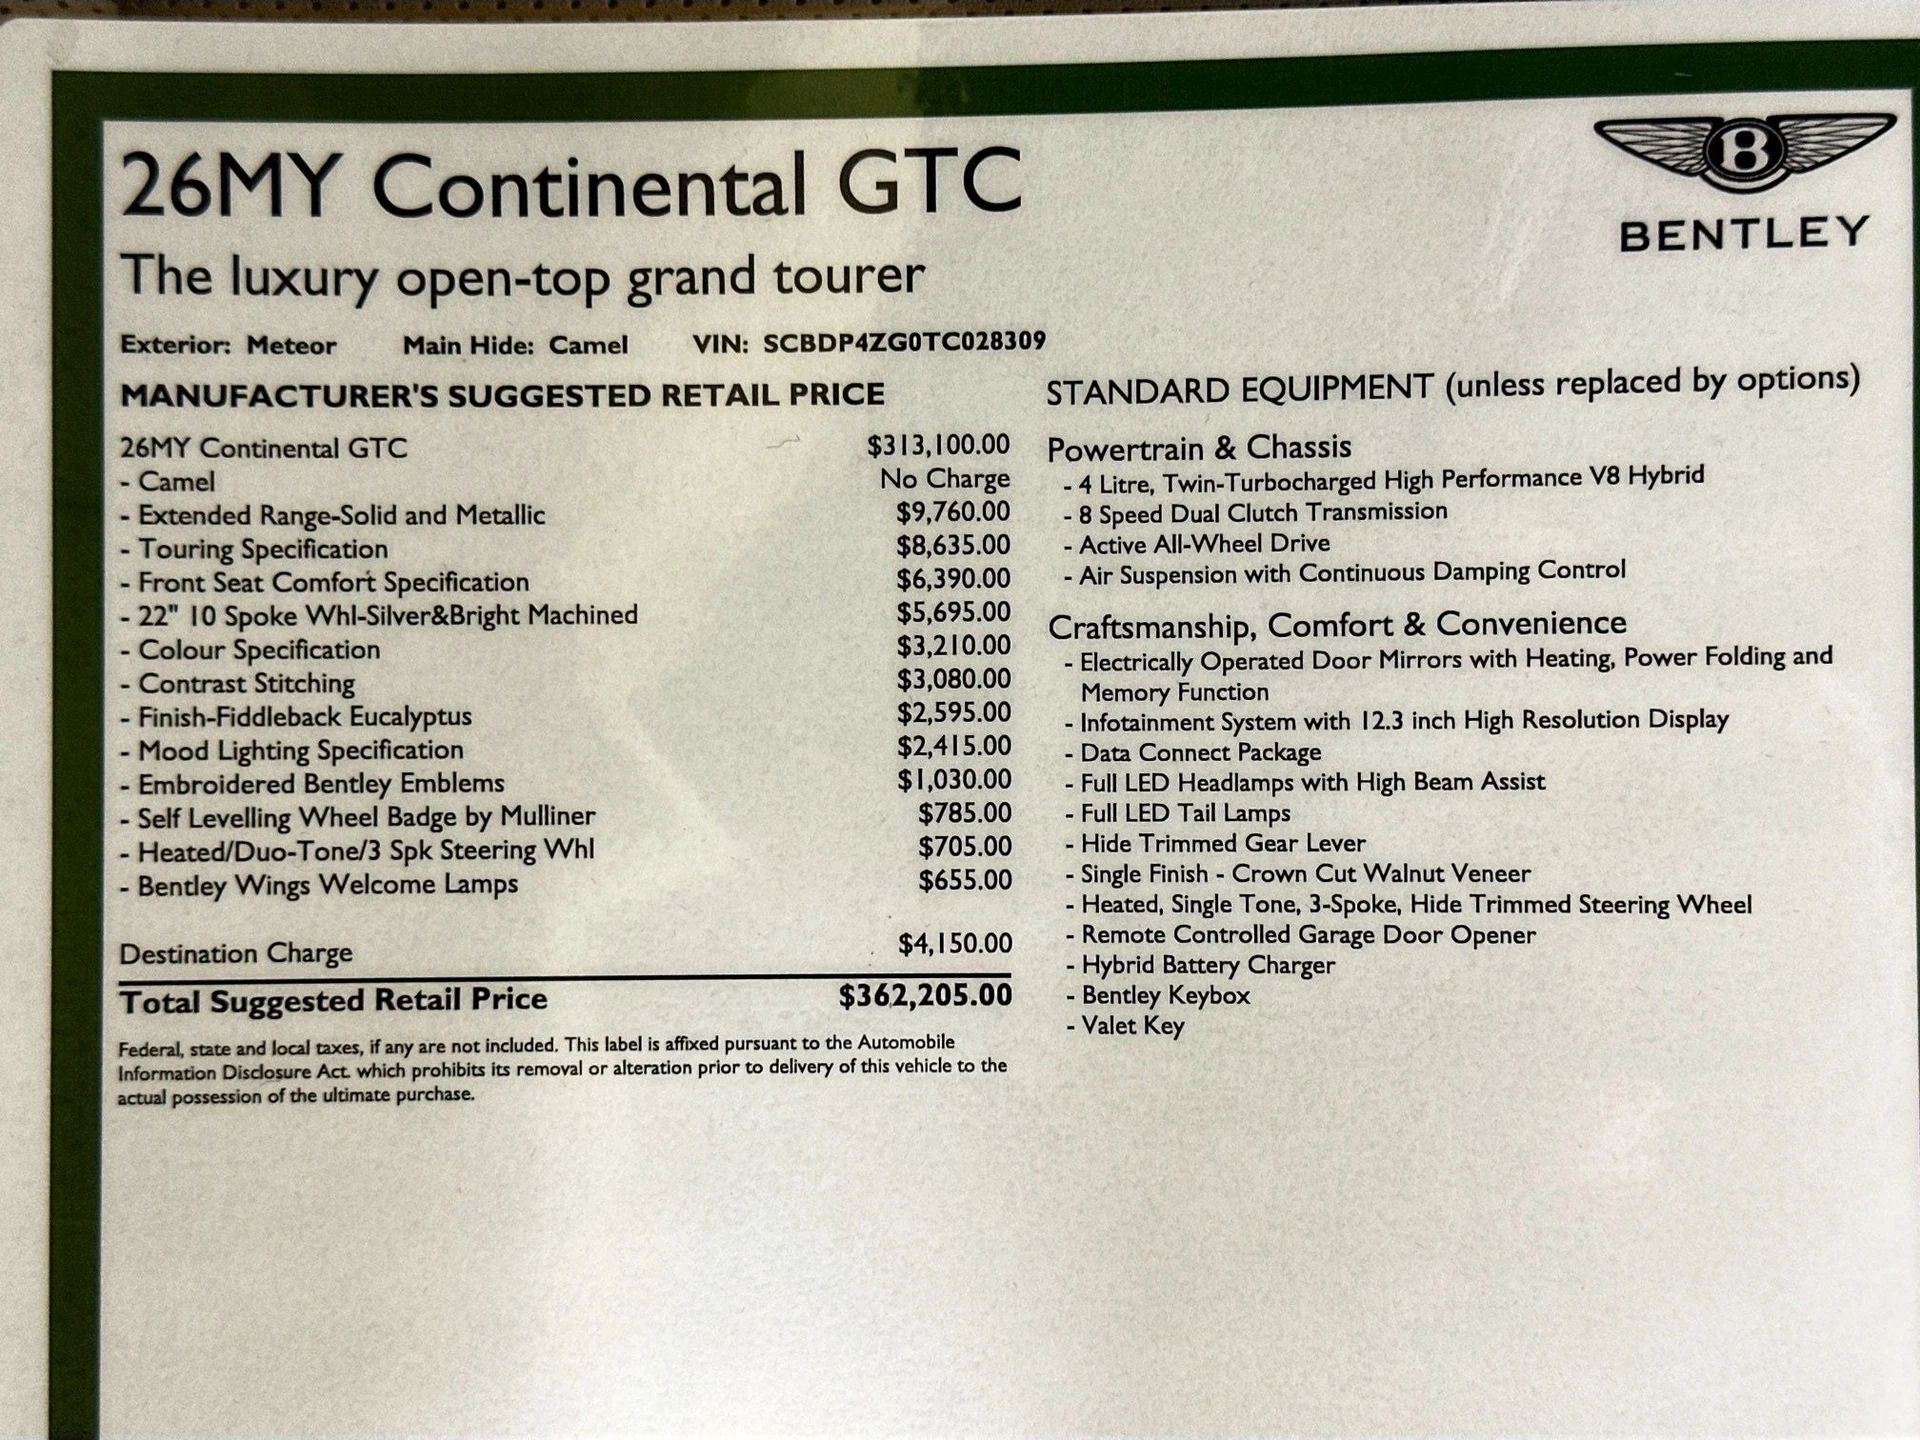 26MY Continental GTC
The luxury open-top grand tourer
B
BENTLEY
Exterior: Meteor Main Hide: Camel VIN: SCBDP4ZG0TC028309
MANUFACTURER'S SUGGESTED RETAIL PRICE
26MY Continental GTC $313,100.00
- Camel No Charge
- Extended Range-Solid and Metallic $9,760.00
- Touring Specification $8,635.00
- Front Seat Comfort Specification $6,390.00
- 22" 10 Spoke Whl-Silver&Bright Machined $5,695.00
- Colour Specification $3,210.00
- Contrast Stitching $3,080.00
- Finish-Fiddleback Eucalyptus $2,595.00
- Mood Lighting Specification $2,415.00
- Embroidered Bentley Emblems $1,030.00
- Self Levelling Wheel Badge by Mulliner $785.00
- Heated/Duo-Tone/3 Spk Steering Whl $705.00
- Bentley Wings Welcome Lamps $655.00
Destination Charge $4,150.00
Total Suggested Retail Price $362,205.00
Federal, state and local taxes, if any are not included. This label is affixed pursuant to the Automobile
Information Disclosure Act. which prohibits its removal or alteration prior to delivery of this vehicle to the
actual possession of the ultimate purchase.
STANDARD EQUIPMENT (unless replaced by options)
Powertrain & Chassis
- 4 Litre, Twin-Turbocharged High Performance V8 Hybrid
- 8 Speed Dual Clutch Transmission
- Active All-Wheel Drive
- Air Suspension with Continuous Damping Control
Craftsmanship, Comfort & Convenience
- Electrically Operated Door Mirrors with Heating, Power Folding and
Memory Function
- Infotainment System with 12.3 inch High Resolution Display
- Data Connect Package
- Full LED Headlamps with High Beam Assist
- Full LED Tail Lamps
- Hide Trimmed Gear Lever
- Single Finish - Crown Cut Walnut Veneer
- Heated, Single Tone, 3-Spoke, Hide Trimmed Steering Wheel
- Remote Controlled Garage Door Opener
- Hybrid Battery Charger
- Bentley Keybox
- Valet Key